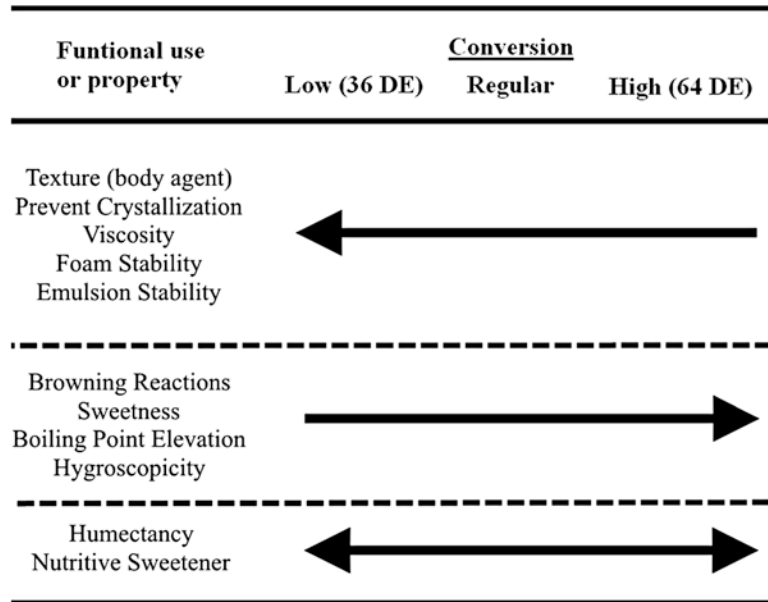 Funtional use
or property
Conversion
Low (36 DE) Regular High (64 DE)
Texture (body agent)
Prevent Crystallization
Viscosity
Foam Stability
Emulsion Stability
Browning Reactions
Sweetness
Boiling Point Elevation
Hygroscopicity
Humectancy
Nutritive Sweetener